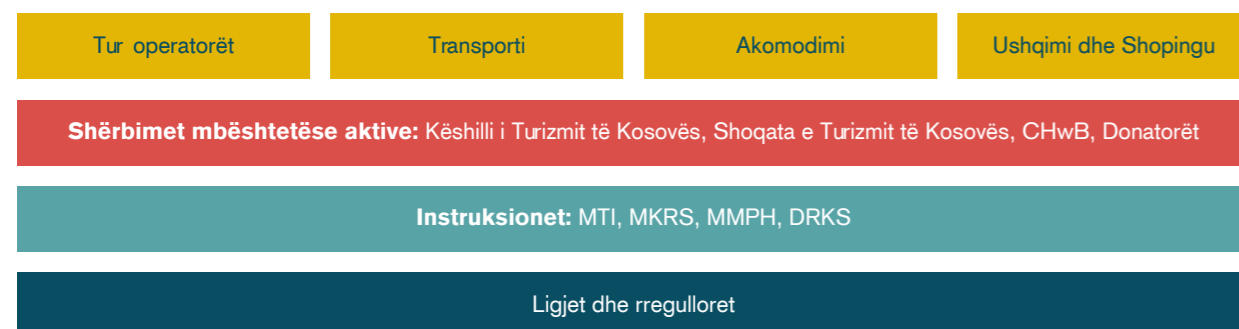 Tur operatorët
Transporti
Akomodimi
Ushqimi dhe Shopingu
Shërbimet mbështetëse aktive: Këshilli i Turizmit të Kosovës, Shoqata e Turizmit të Kosovës, CHwB, Donatorët
Instruksionet: MTI, MKRS, MMPH, DRKS
Ligjet dhe rregulloret